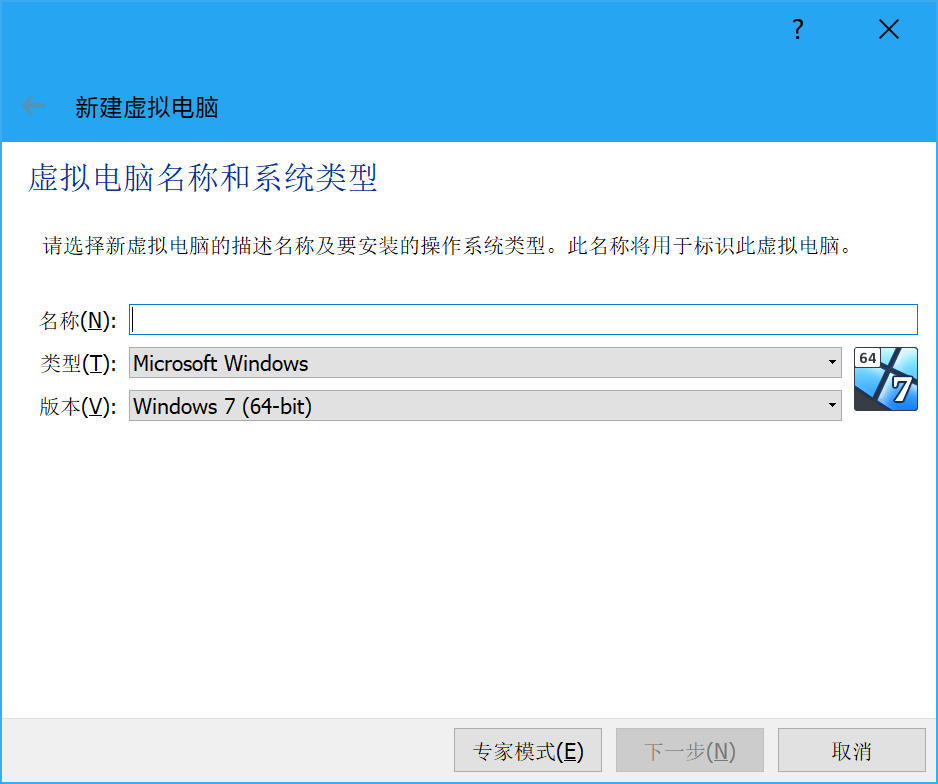 ?
新建虚拟电脑
虚拟电脑名称和系统类型
请选择新虚拟电脑的描述名称及要安装的操作系统类型。此名称将用于标识此虚拟电脑。
名称(N):
类型(T): Microsoft Windows
64
7
版本(V): Windows 7 (64-bit)
专家模式(E) 下一步(N) 取消